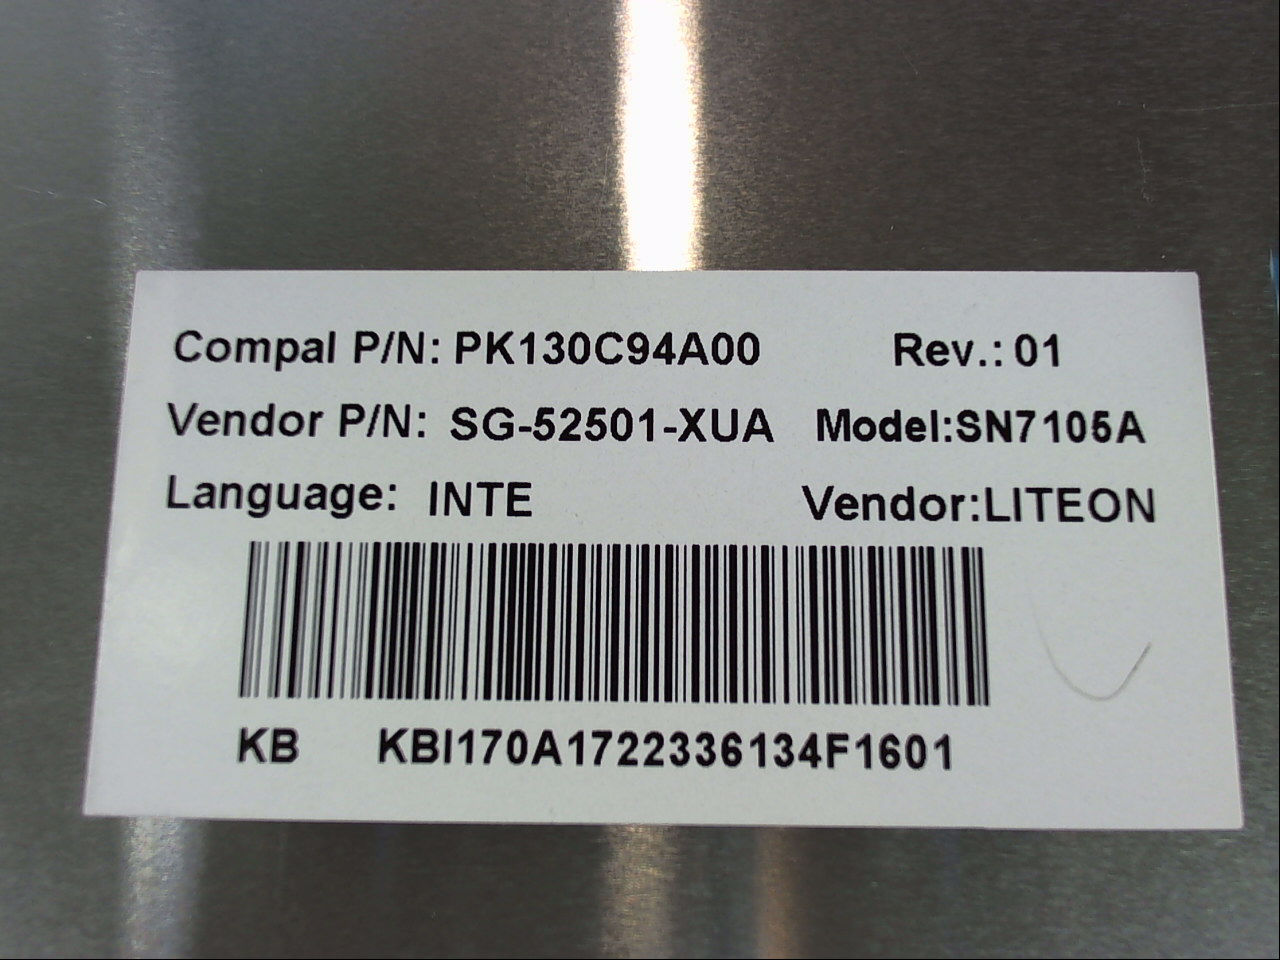 Compal P/N: PK130C94A00 Rev.: 01
Vendor P/N: SG-52501-XUA Model:SN7105A
Language: INTE Vendor:LITEON
KB KBI170A1722336134F1601